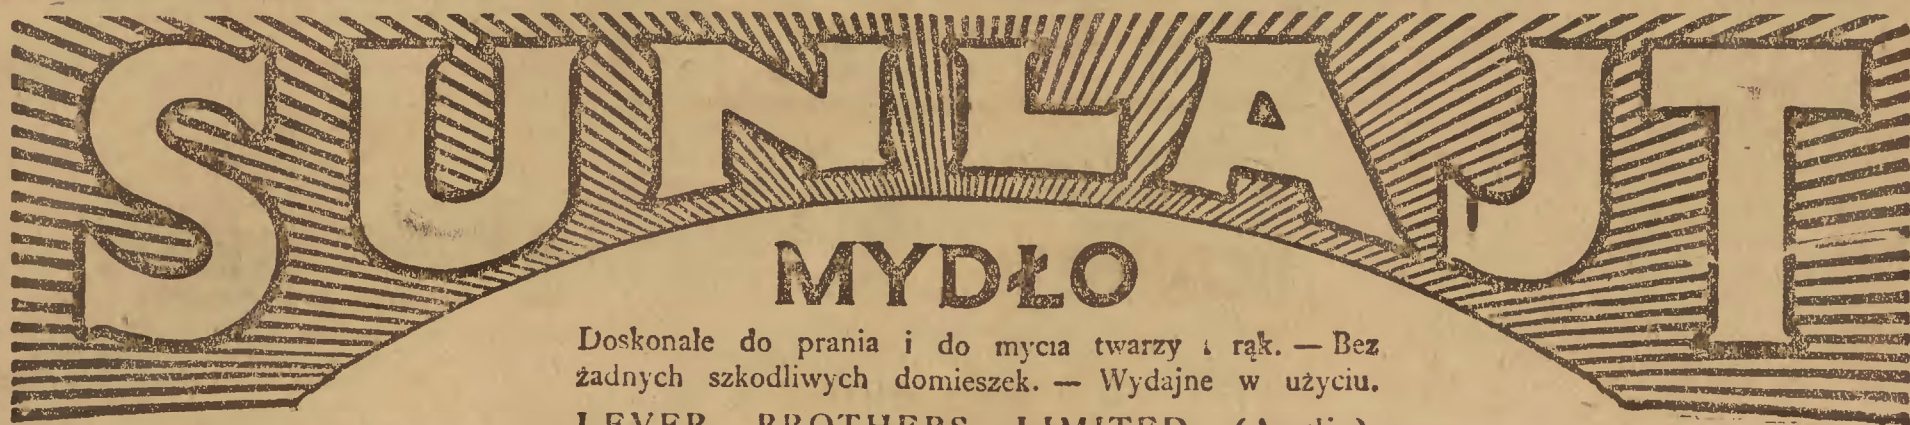 SUNLAJT
MYDŁO
Doskonałe do prania i do mycia twarzy i rąk. — Bez
żadnych szkodliwych domieszek. — Wydajne w użyciu.
LEVER BROTHERS LIMITED